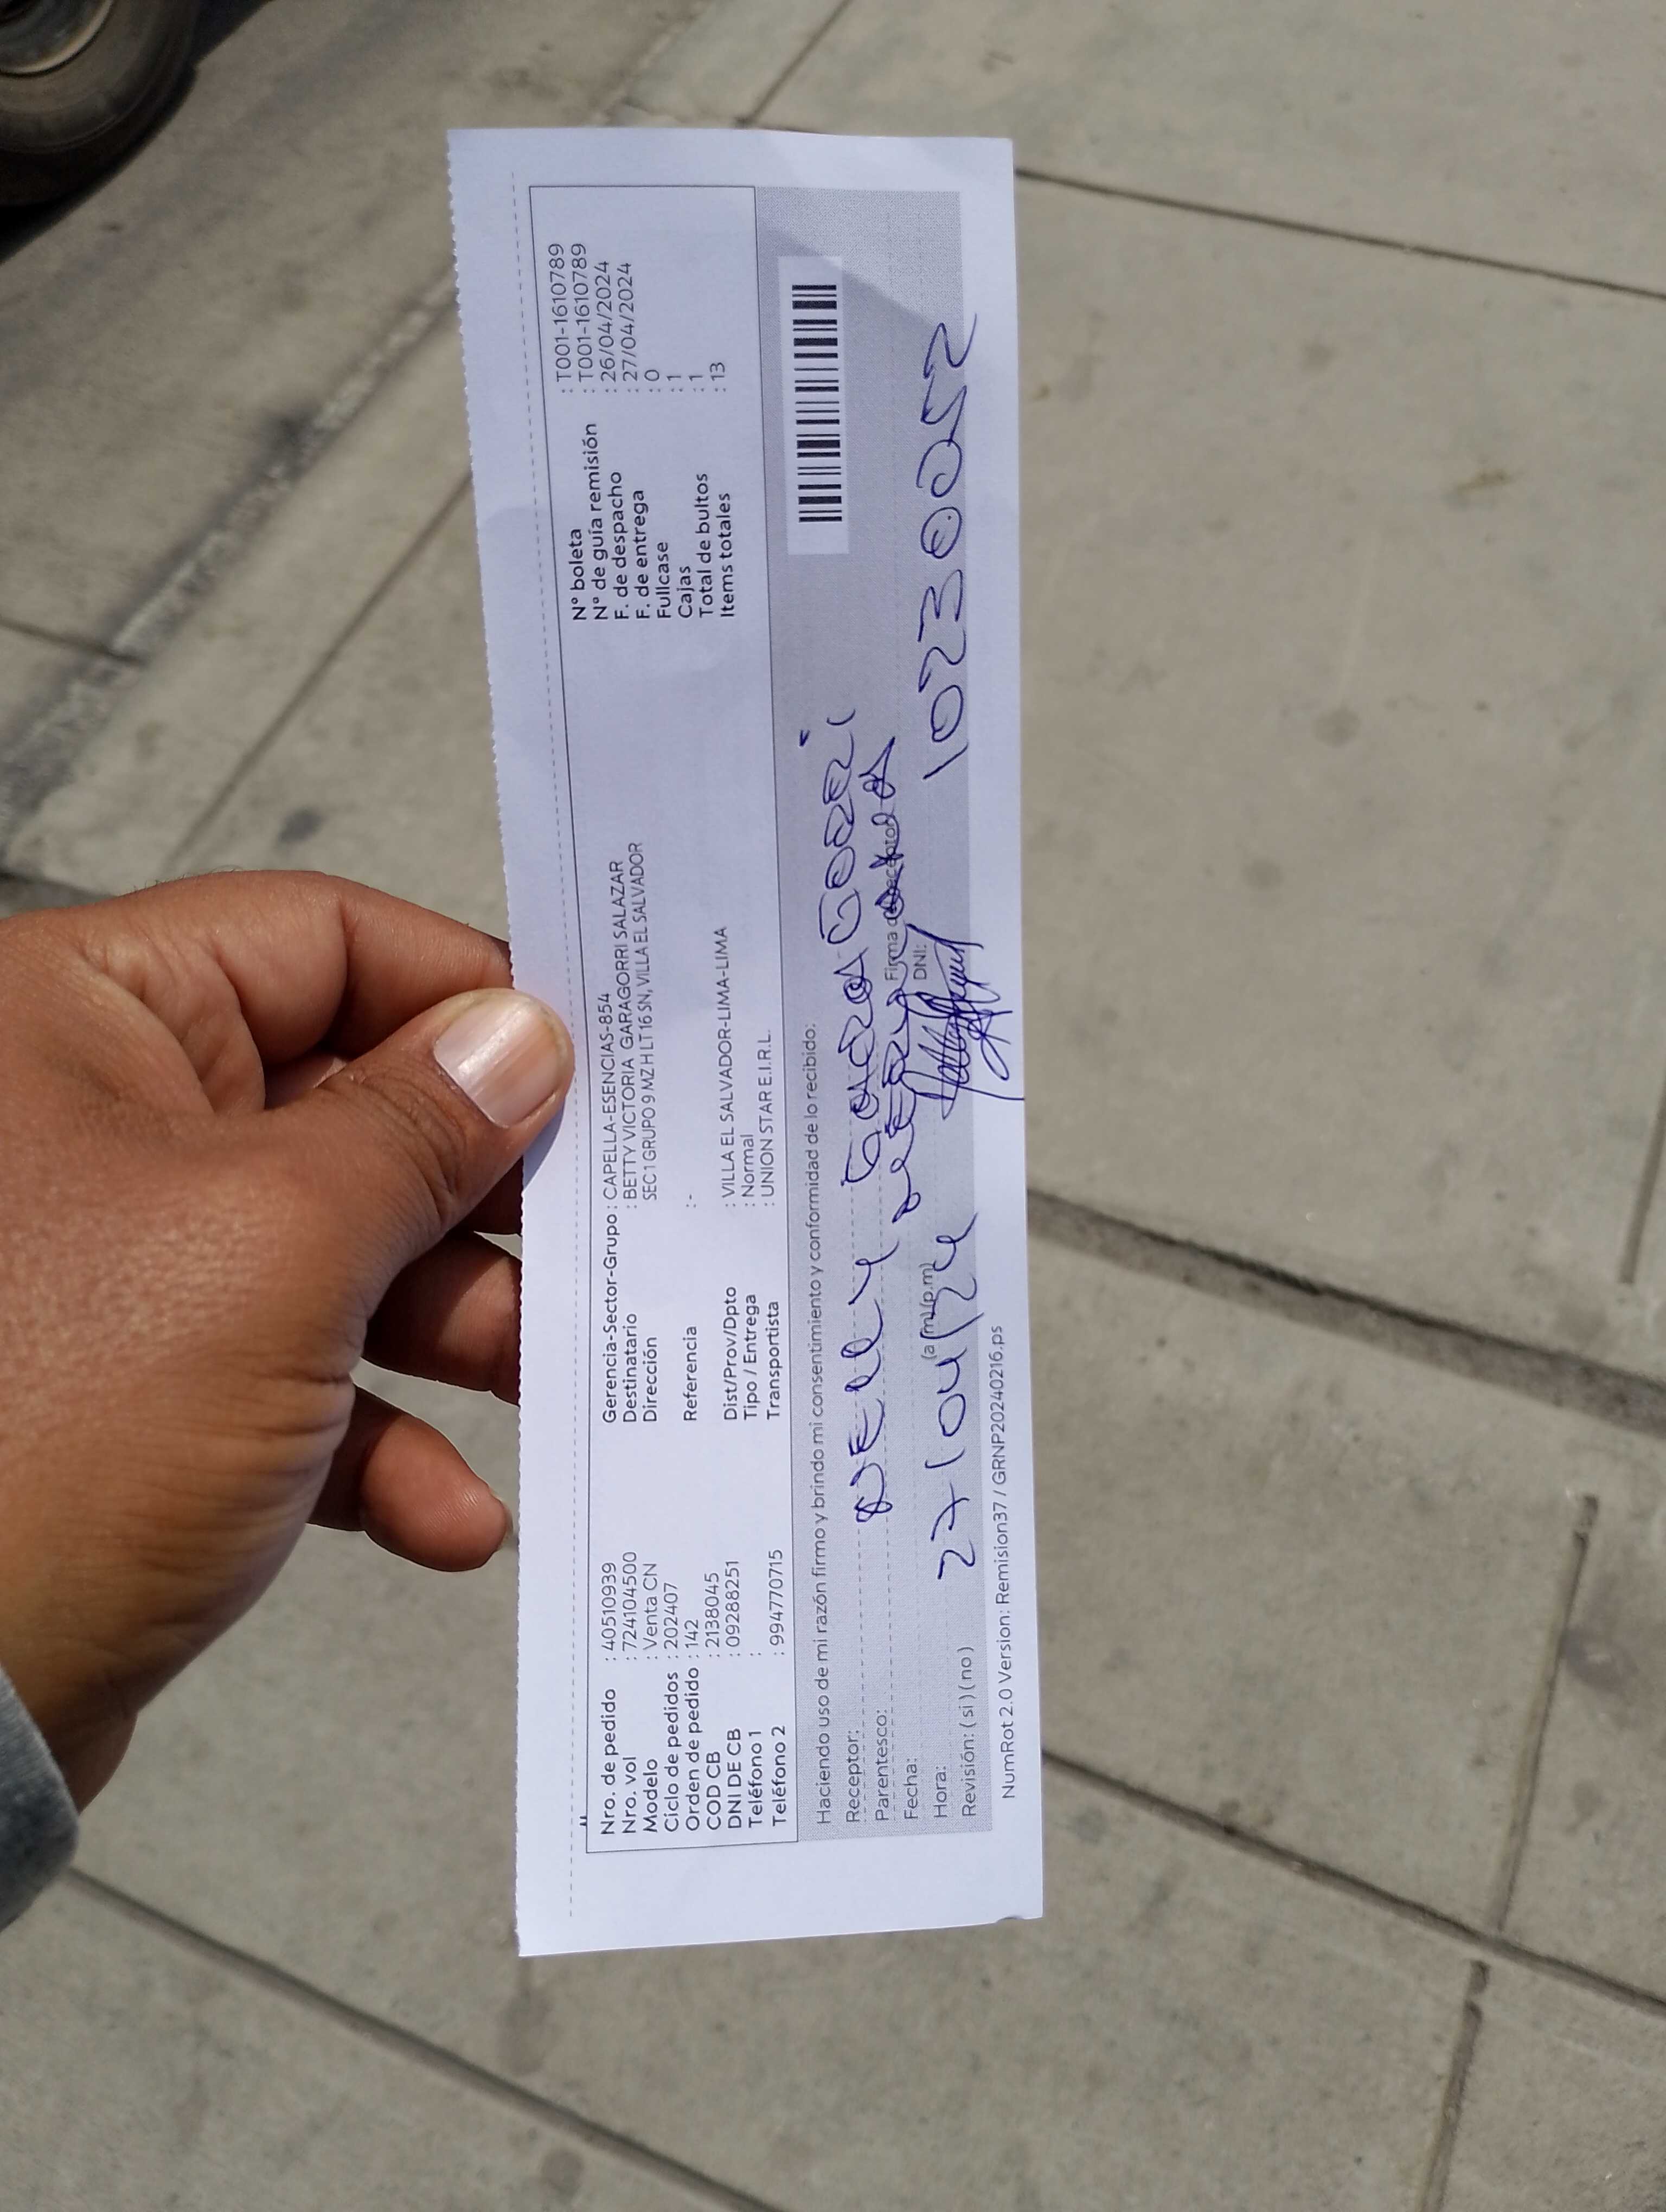 Nro. de pedido : 40510939
Nro. vol : 724104500
Modelo : Venta CN
Ciclo de pedidos : 202407
Orden de pedido : 142
COD CB : 2138045
DNI DE CB : 09288251
Teléfono 1 :
Teléfono 2 : 994770715
Gerencia-Sector-Grupo : CAPELLA-ESENCIAS-854
Destinatario : BETTY VICTORIA GARAGORRI SALAZAR
Dirección SEC 1 GRUPO 9 MZ H LT 16 SN, VILLA EL SALVADOR
Referencia : -
Dist/Prov/Dpto : VILLA EL SALVADOR-LIMA-LIMA
Tipo / Entrega : Normal
Transportista : UNION STAR E.I.R.L.
N° boleta : T001-1610789
N° de guía remisión : T001-1610789
F. de despacho : 26/04/2024
F. de entrega : 27/04/2024
Fullcase : 0
Cajas : 1
Total de bultos : 1
Items totales : 13
Haciendo uso de mi razón firmo y brindo mi consentimiento y conformidad de lo recibido:
Receptor: NELLY GARAGORRI
Parentesco:
Firma
Fecha: 27/04/24
DNI: 10230052
Hora: (a.m)(p.m)
Revisión: ( si ) ( no )
NumRot 2.0 Version: Remision37 / GRNP20240216.ps